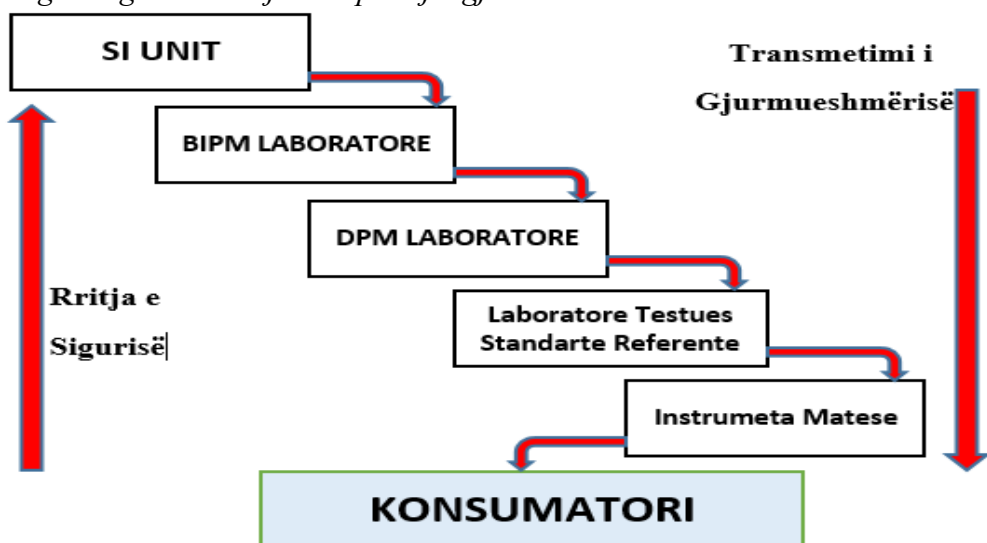 SI UNIT
Transmetimi i
Gjurmueshmërisë
BIPM LABORATORE
DPM LABORATORE
Rritja e
Sigurisë
Laboratore Testues
Standarte Referente
Instrumeta Matese
KONSUMATORI